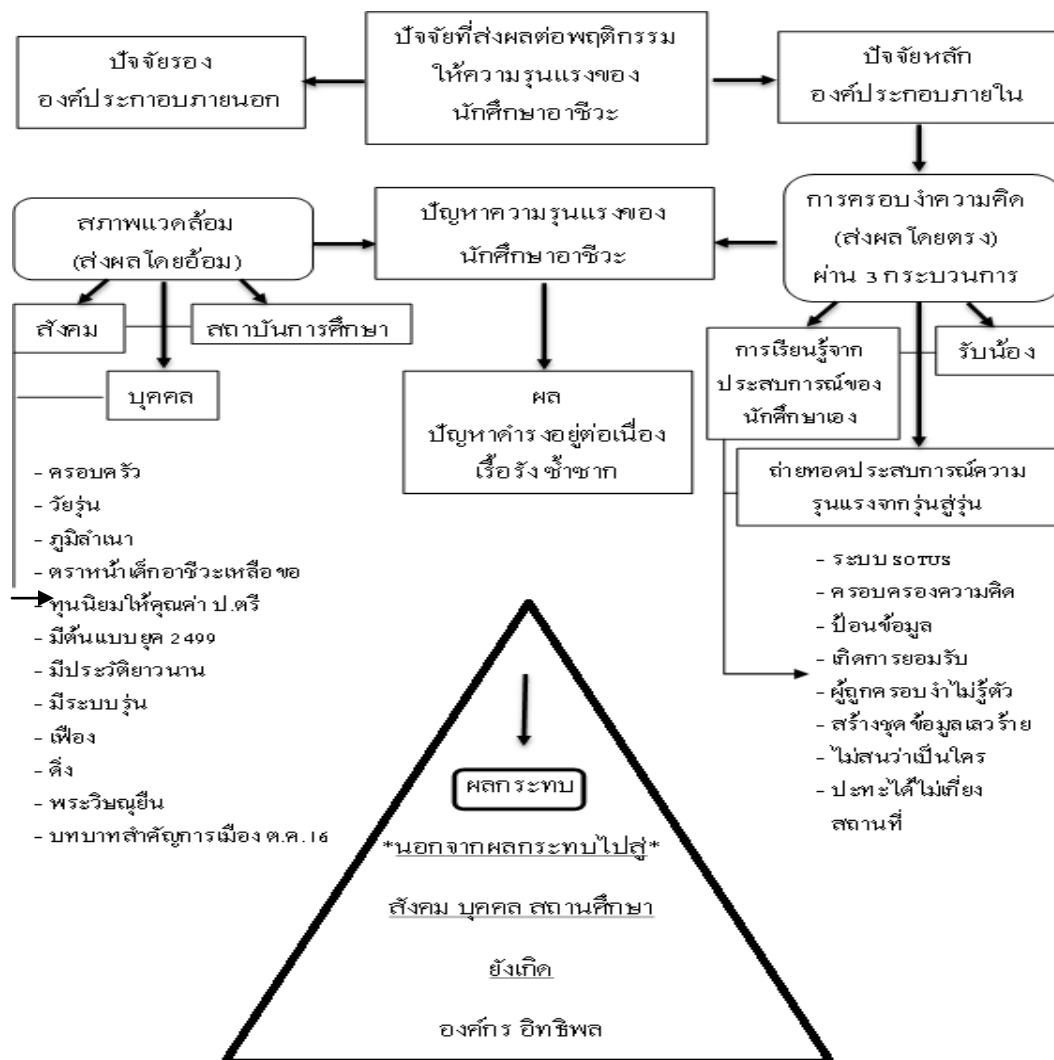 ปัจจัยที่ส่งผลต่อพฤติกรรม
ให้ความรุนแรงของ
นักศึกษาอาชีวะ
ปัจจัยรอง
องค์ประกาอบภายนอก
ปัจจัยหลัก
องค์ประกอบภายใน
สภาพแวดล้อม
(ส่งผลโดยอ้อม)
ปัญหาความรุนแรงของ
นักศึกษาอาชีวะ
การครอบงำความคิด
(ส่งผลโดยตรง)
ผ่าน 3 กระบวนการ
สังคม
สถาบันการศึกษา
บุคคล
ผล
ปัญหาดำรงอยู่ต่อเนื่อง
เรื้อรัง ซ้ำซาก
การเรียนรู้จาก
ประสบการณ์ของ
นักศึกษาเอง
รับน้อง
ถ่ายทอดประสบการณ์ความ
รุนแรงจากรุ่นสู่รุ่น
- ครอบครัว
- วัยรุ่น
- ภูมิลำเนา
- ตราหน้าเด็กอาชีวะเหลือขอ
- ทุนนิยมให้คุณค่า ป.ตรี
- มีต้นแบบยุค 2499
- มีประวัติยาวนาน
- มีระบบรุ่น
- เฟือง
- ดิ่ง
- พระวิษณุยืน
- บทบาทสำคัญการเมือง ต.ค.16
- ระบบ SOTUS
- ครอบครองความคิด
- ป้อนข้อมูล
- เกิดการยอมรับ
- ผู้ถูกครอบงำไม่รู้ตัว
- สร้างชุดข้อมูลเลวร้าย
- ไม่สนว่าเป็นใคร
- ปะทะได้ไม่เกี่ยง
สถานที่
ผลกระทบ
*นอกจากผลกระทบไปสู่*
สังคม บุคคล สถานศึกษา
ยังเกิด
องค์กร อิทธิพล